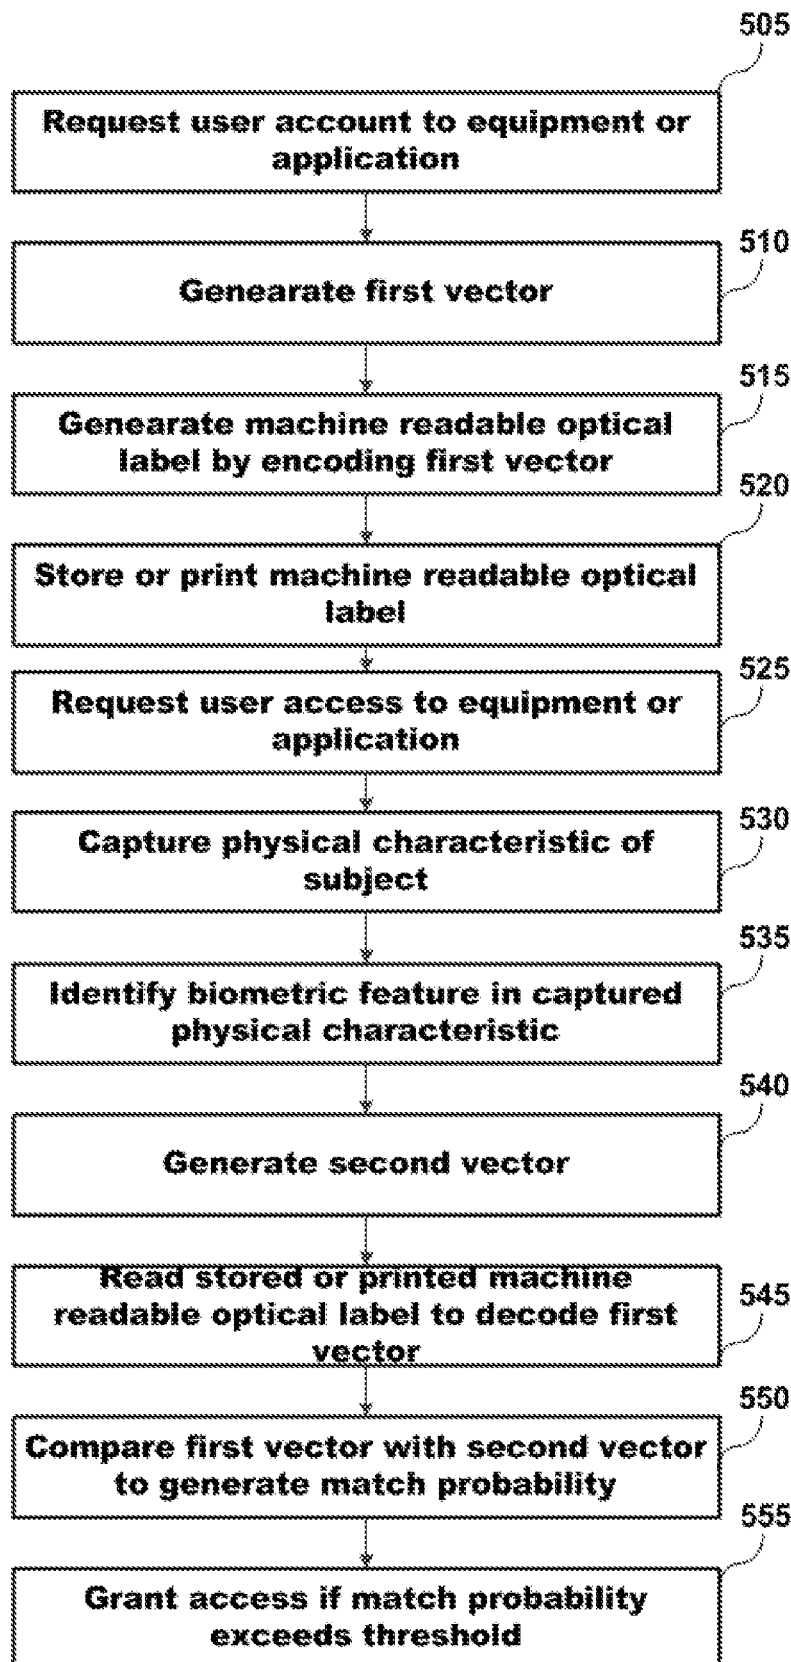 505
Request user account to equipment or
application
510
Genearate first vector
515
Genearate machine readable optical
label by encoding first vector
520
Store or print machine readable optical
label
525
Request user access to equipment or
application
530
Capture physical characteristic of
subject
535
Identify biometric feature in captured
physical characteristic
540
Generate second vector
545
Read stored or printed machine
readable optical label to decode first
vector
550
Compare first vector with second vector
to generate match probability
555
Grant access if match probability
exceeds threshold